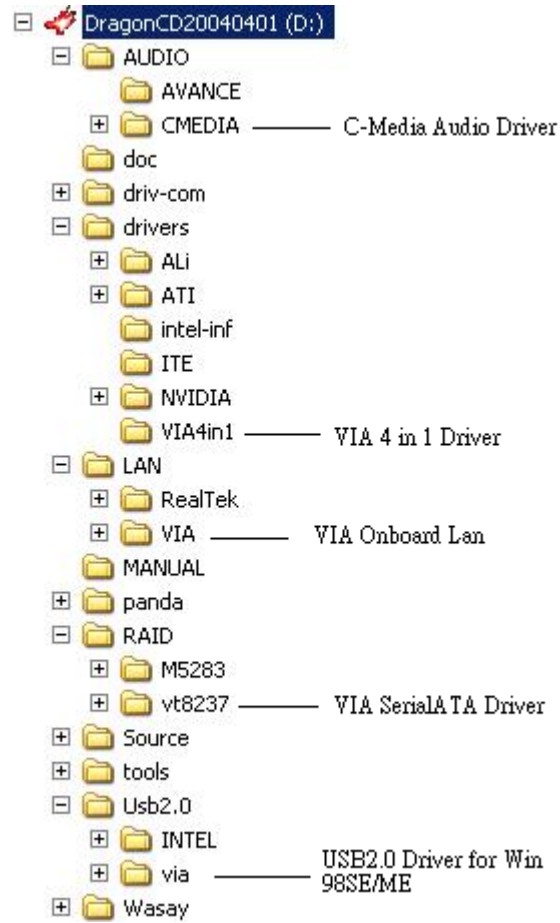 DragonCD20040401 (D:)
AUDIO
AVANCE
CMEDIA C-Media Audio Driver
doc
driv-com
drivers
ALi
ATI
intel-inf
ITE
NVIDIA
VIA4in1 VIA 4 in 1 Driver
LAN
RealTek
VIA VIA Onboard Lan
MANUAL
panda
RAID
M5283
vt8237 VIA SerialATA Driver
Source
tools
Usb2.0
INTEL
via USB2.0 Driver for Win
98SE/ME
Wasay